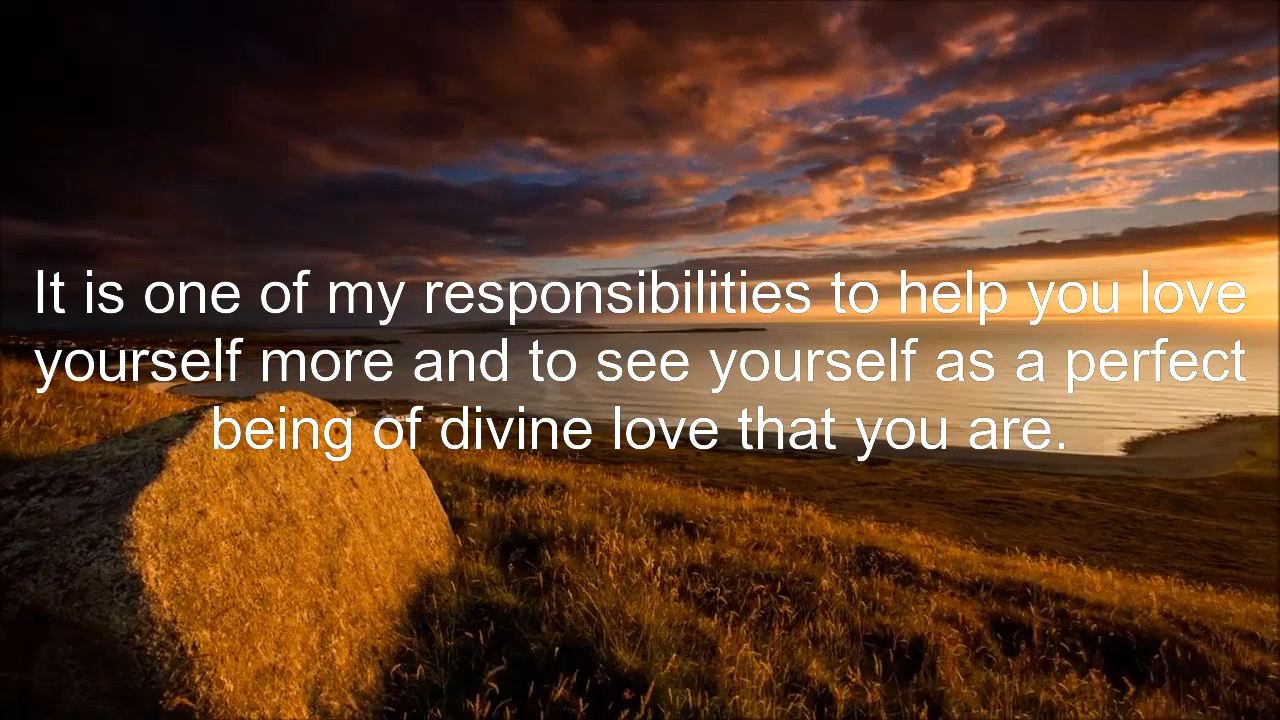 It is one of my responsibilities to help you love
yourself more and to see yourself as a perfect
being of divine love that you are.